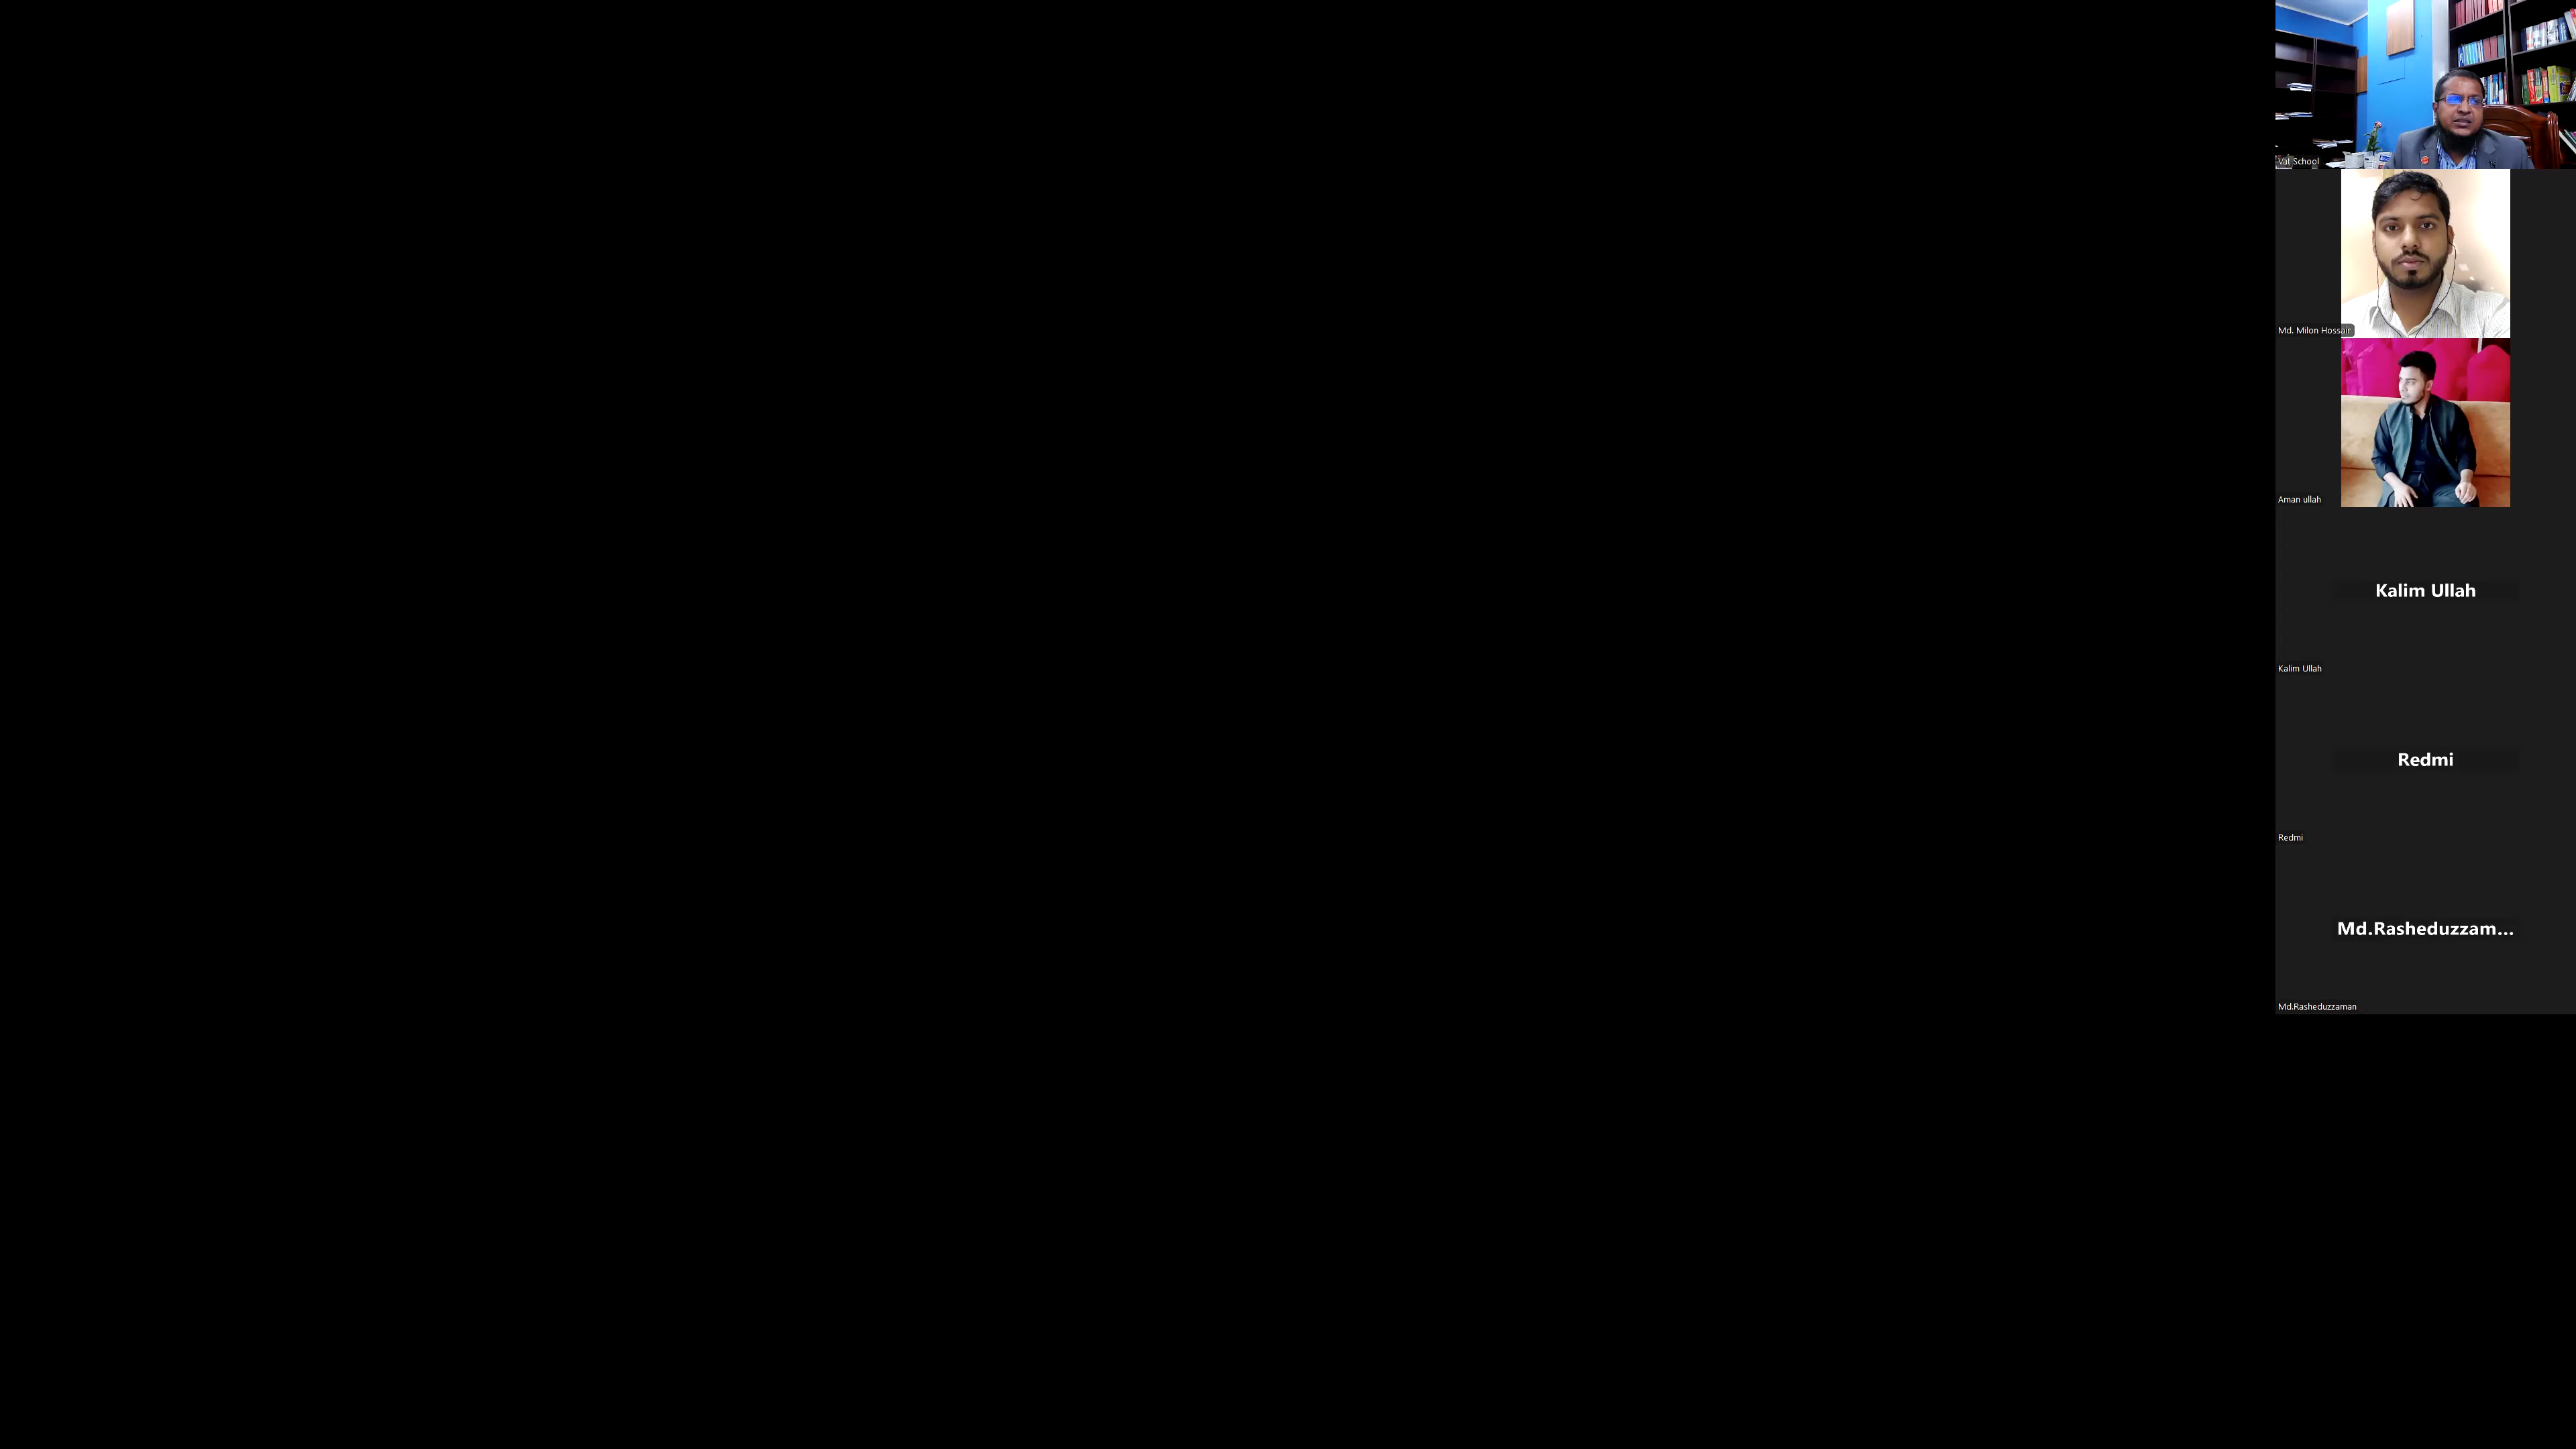 Vat School
Md. Milon Hossain
Aman ullah
Kalim Ullah
Kalim Ullah
Redmi
Redmi
Md.Rasheduzzam...
Md.Rasheduzzaman